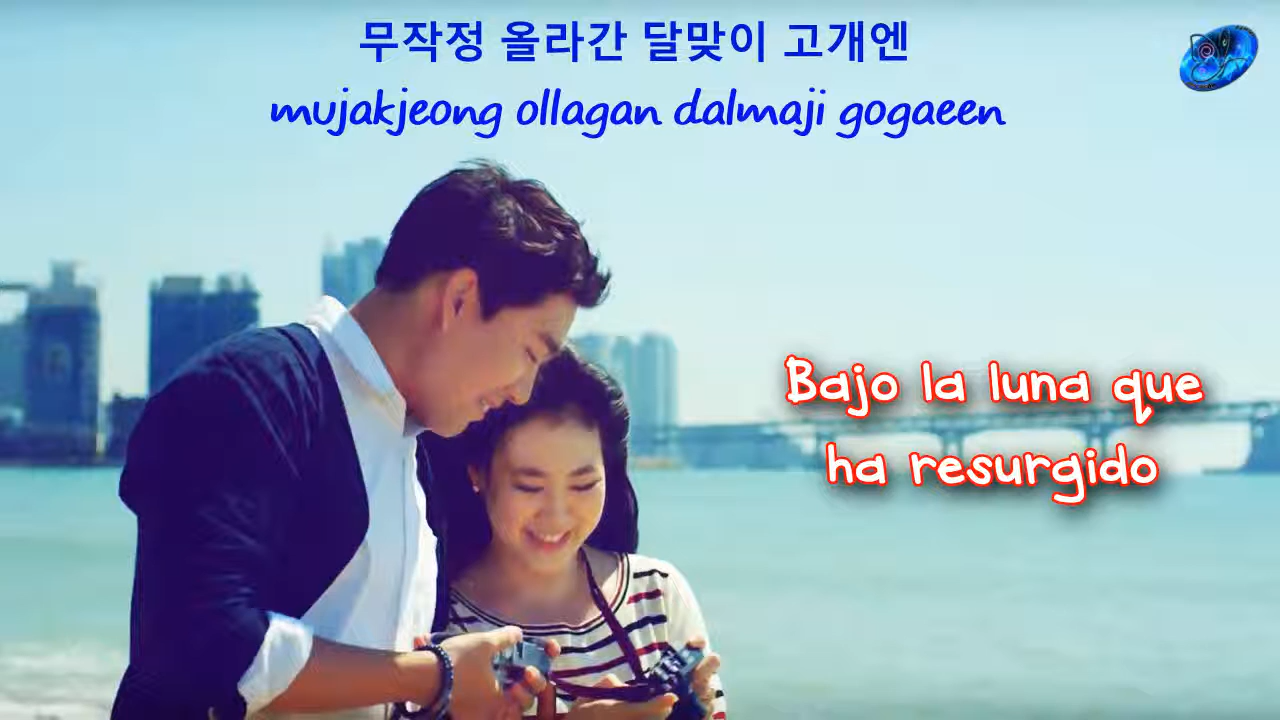 무작정 올라간 달맞이 고개엔
mujakjeong ollagan dalmaji gogaeen
Bajo la luna que
ha resurgido